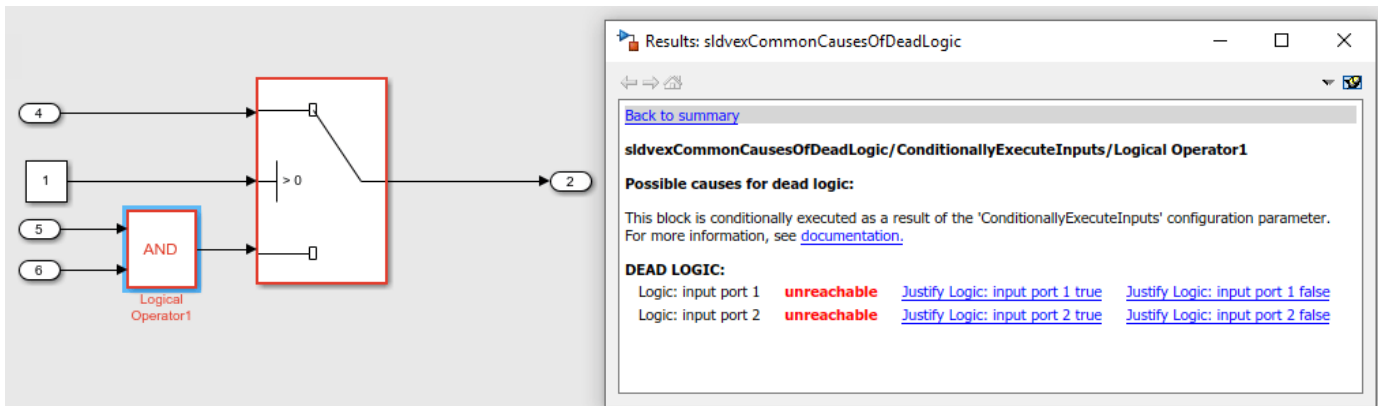 4
1
> 0
2
5
6
AND
Logical
Operator1
Results: sldvexCommonCausesOfDeadLogic
Back to summary
sldvexCommonCausesOfDeadLogic/ConditionallyExecuteInputs/Logical Operator1
Possible causes for dead logic:
This block is conditionally executed as a result of the 'ConditionallyExecuteInputs' configuration parameter.
For more information, see documentation.
DEAD LOGIC:
Logic: input port 1 unreachable Justify Logic: input port 1 true Justify Logic: input port 1 false
Logic: input port 2 unreachable Justify Logic: input port 2 true Justify Logic: input port 2 false